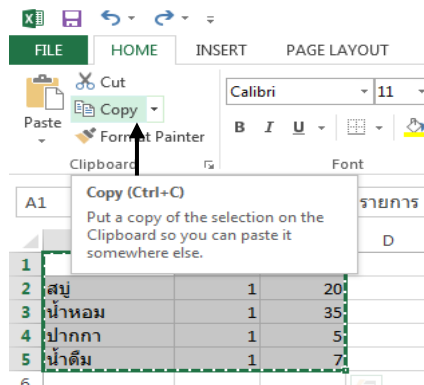 FILE HOME INSERT PAGE LAYOUT
Cut
Copy
Paste
Format Painter
Calibri 11
B I U
Clipboard Font
A1 รายการ
Copy (Ctrl+C)
Put a copy of the selection on the
Clipboard so you can paste it
somewhere else.
D
1
2 สบู่ 1 20
3 น้ำหอม 1 35
4 ปากกา 1 5
5 น้ำดื่ม 1 7
6